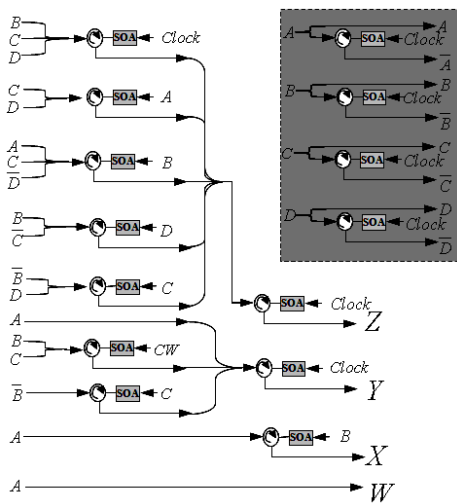 B
C SOA Clock
D
C
D SOA A
A
C SOA B
D̅
B
C̅ SOA D
B̅
D SOA C
A
B
C SOA CW
B̅ SOA C
A
A
A SOA Clock
A̅
B
B SOA Clock
B̅
C
C SOA Clock
C̅
D
D SOA Clock
D̅
SOA Clock
Z
SOA Clock
Y
SOA B
X
A W